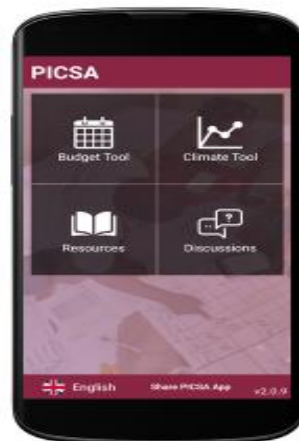 PICSA
Budget Tool
Climate Tool
Resources
Discussions
English
Share PICSA App
v2.0.9